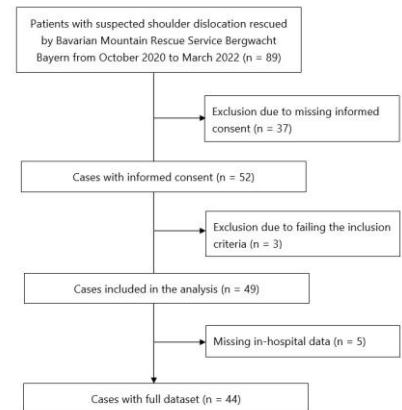 Patients with suspected shoulder dislocation rescued
by Bavarian Mountain Rescue Service Bergwacht
Bayern from October 2020 to March 2022 (n = 89)
Exclusion due to missing informed
consent (n = 37)
Cases with informed consent (n = 52)
Exclusion due to failing the inclusion
criteria (n = 3)
Cases included in the analysis (n = 49)
Missing in-hospital data (n = 5)
Cases with full dataset (n = 44)